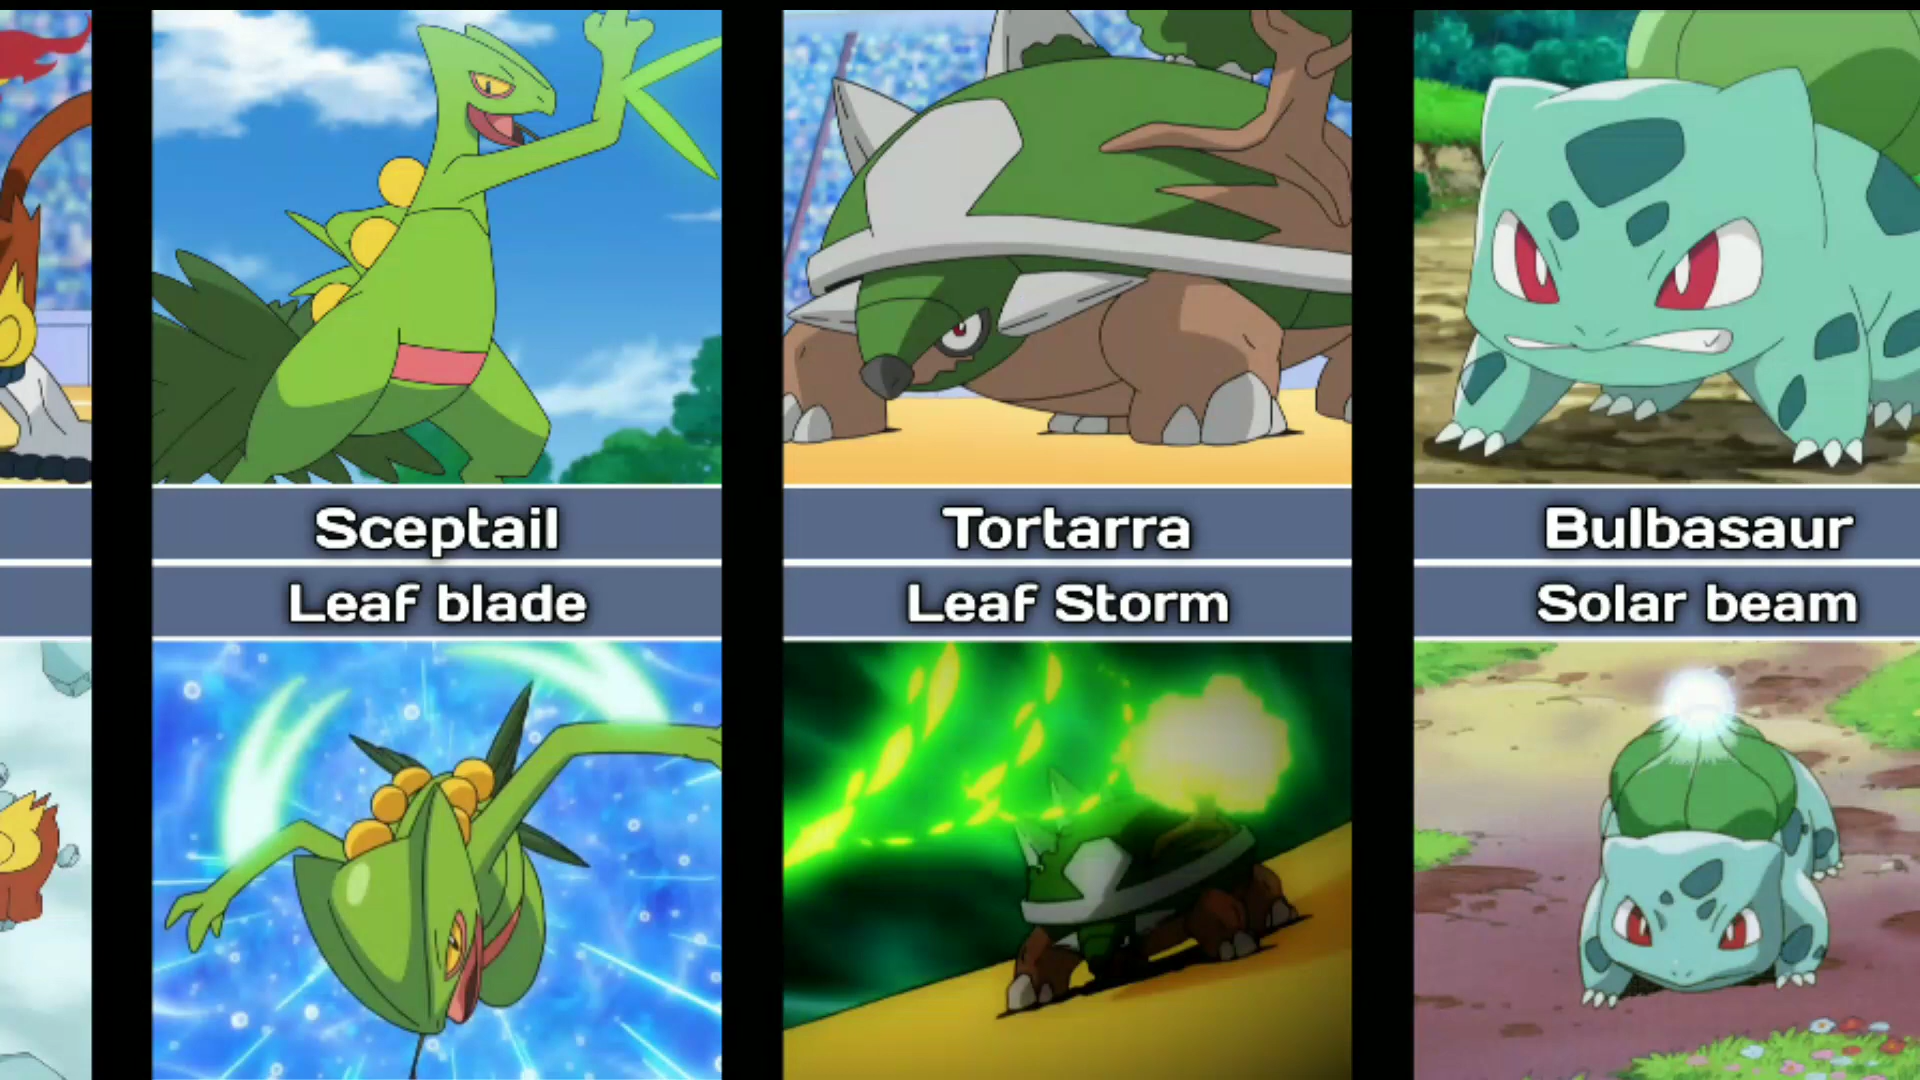 Sceptail
Leaf blade
Tortarra
Leaf Storm
Bulbasaur
Solar beam